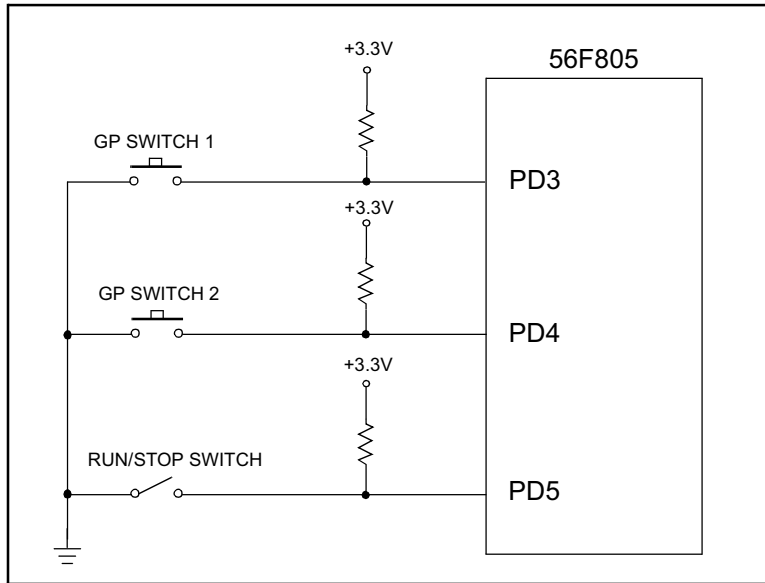 +3.3V
56F805
GP SWITCH 1
PD3
+3.3V
GP SWITCH 2
PD4
+3.3V
RUN/STOP SWITCH
PD5